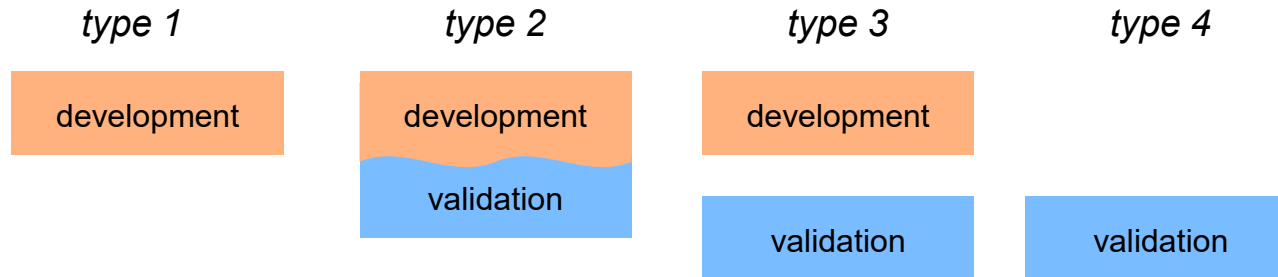 type 1 type 2 type 3 type 4
development development development
validation
validation validation